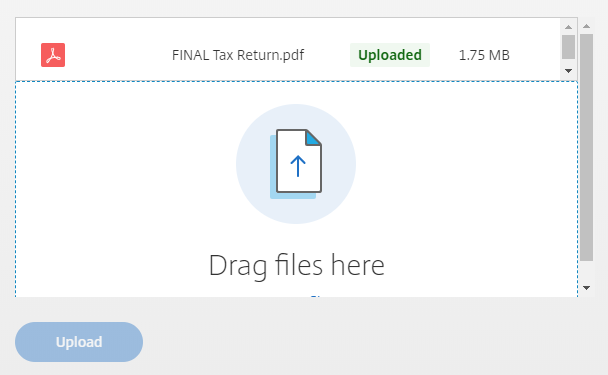 FINAL Tax Return.pdf Uploaded 1.75 MB
Drag files here
Upload